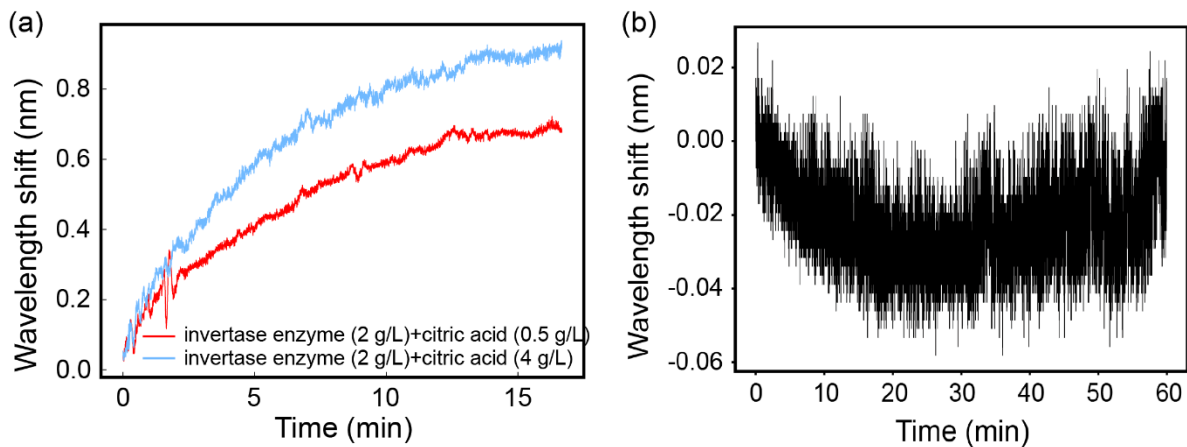 (a)
Wavelength shift (nm)
0.8
0.6
0.4
0.2
0.0
invertase enzyme (2 g/L)+citric acid (0.5 g/L)
invertase enzyme (2 g/L)+citric acid (4 g/L)
0 5 10 15
Time (min)
(b)
Wavelength shift (nm)
0.02
0.00
-0.02
-0.04
-0.06
0 10 20 30 40 50 60
Time (min)